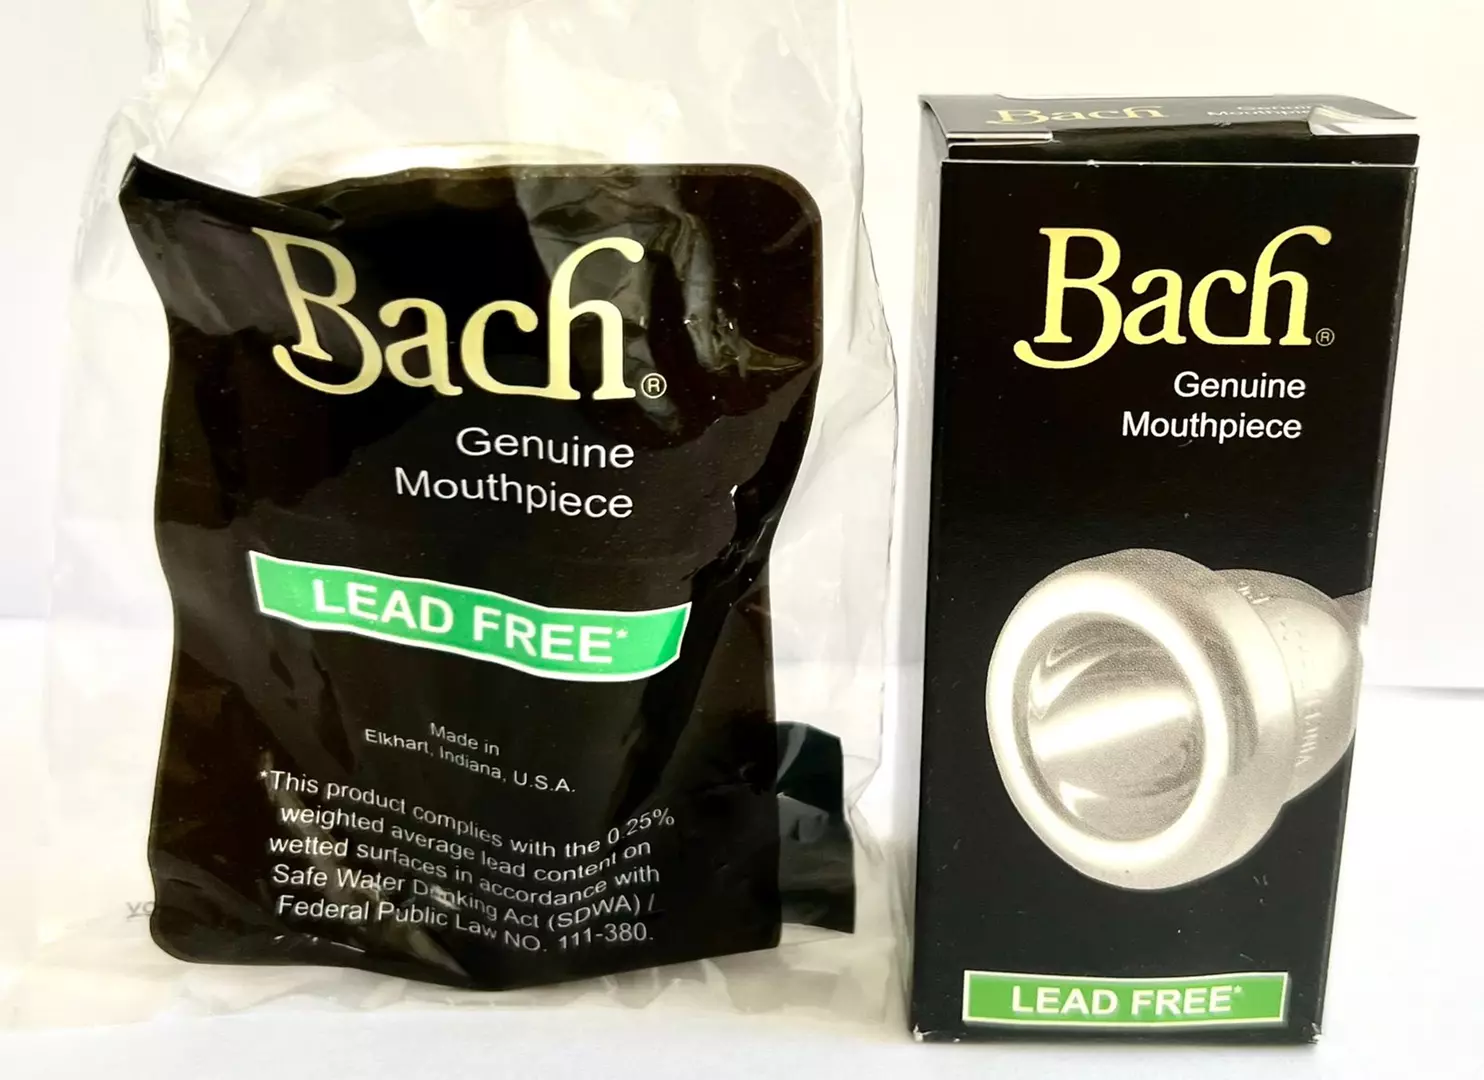 Bach®
Genuine
Mouthpiece
LEAD FREE*
Made in
Elkhart, Indiana, U.S.A.
*This product complies with the 0.25%
weighted average lead content on
wetted surfaces in accordance with
Safe Water Drinking Act (SDWA) /
Federal Public Law NO. 111-380.
Bach
Genuine
Mouthpiece
Bach®
Genuine
Mouthpiece
LEAD FREE*